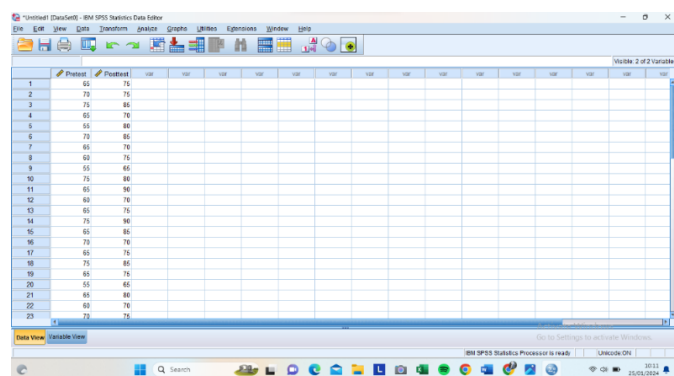 *Untitled1 [DataSet0] - IBM SPSS Statistics Data Editor
File Edit View Data Transform Analyze Graphs Utilities Extensions Window Help
Visible: 2 of 2 Variable
Pretest Posttest var var var var var var var var var var var var var var var
1 65 75
2 70 75
3 75 85
4 65 70
5 55 80
6 70 85
7 65 70
8 60 75
9 55 65
10 75 80
11 65 90
12 60 70
13 65 75
14 75 90
15 65 85
16 70 70
17 65 75
18 75 85
19 65 75
20 55 65
21 65 80
22 60 70
23 70 75
Data View Variable View
Go to Settings to activate Windows.
IBM SPSS Statistics Processor is ready Unicode:ON
Search
10:11
25/01/2024